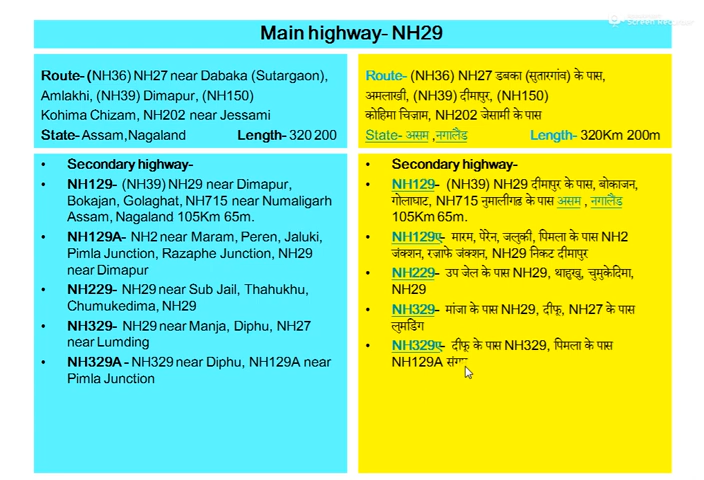 Main highway- NH29
Route- (NH36) NH27 near Dabaka (Sutargaon),
Amlakhi, (NH39) Dimapur, (NH150)
Kohima Chizam, NH202 near Jessami
State- Assam,Nagaland Length- 320 200
• Secondary highway-
• NH129- (NH39) NH29 near Dimapur,
Bokajan, Golaghat, NH715 near Numaligarh
Assam, Nagaland 105Km 65m.
• NH129A- NH2 near Maram, Peren, Jaluki,
Pimla Junction, Razaphe Junction, NH29
near Dimapur
• NH229- NH29 near Sub Jail, Thahukhu,
Chumukedima, NH29
• NH329- NH29 near Manja, Diphu, NH27
near Lumding
• NH329A - NH329 near Diphu, NH129A near
Pimla Junction
Route- (NH36) NH27 डबका (सुतारगांव) के पास,
अमलाखी, (NH39) दीमापुर, (NH150)
कोहिमा चिज़ाम, NH202 जेसामी के पास
State- असम ,नगालैंड Length- 320Km 200m
• Secondary highway-
• NH129- (NH39) NH29 दीमापुर के पास, बोकाजन,
गोलाघाट, NH715 नुमालीगढ के पास असम , नगालैंड
105Km 65m.
• NH129ए- मारम, पेरेन, जलुकी, पिमला के पास NH2
जंक्शन, रज़ाफे जंक्शन, NH29 निकट दीमापुर
• NH229- उप जेल के पास NH29, थाहुखु, चुमुकेदिमा,
NH29
• NH329- मांजा के पास NH29, दीफू, NH27 के पास
लुमडिंग
• NH329ए- दीफू के पास NH329, पिमला के पास
NH129A